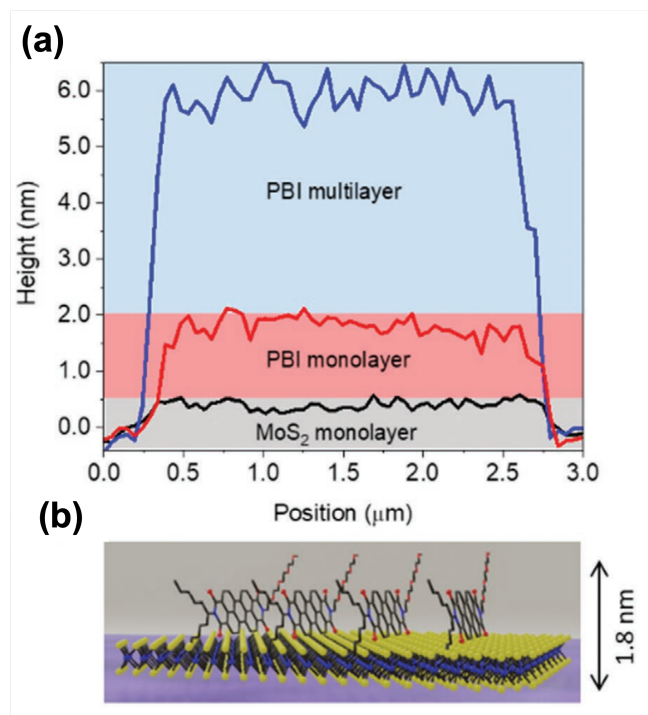 (a)
6.0
5.0
4.0
3.0
2.0
1.0
0.0
Height (nm)
PBI multilayer
PBI monolayer
MoS₂ monolayer
0.0 0.5 1.0 1.5 2.0 2.5 3.0
Position (μm)
(b)
1.8 nm